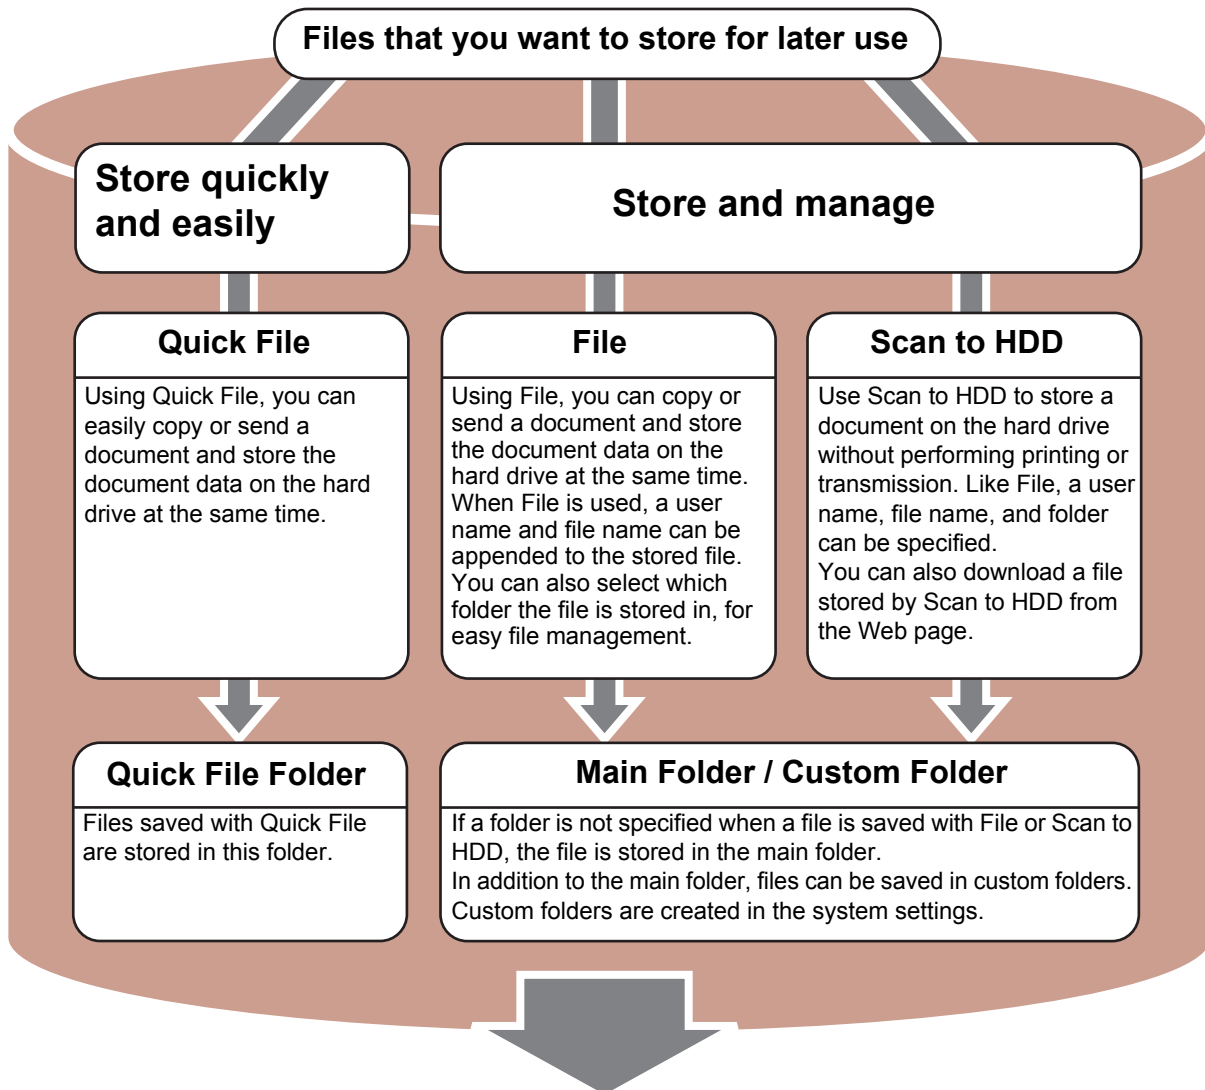 Files that you want to store for later use
Store quickly
and easily
Store and manage
Quick File
Using Quick File, you can
easily copy or send a
document and store the
document data on the hard
drive at the same time.
File
Using File, you can copy or
send a document and store
the document data on the
hard drive at the same time.
When File is used, a user
name and file name can be
appended to the stored file.
You can also select which
folder the file is stored in, for
easy file management.
Scan to HDD
Use Scan to HDD to store a
document on the hard drive
without performing printing or
transmission. Like File, a user
name, file name, and folder
can be specified.
You can also download a file
stored by Scan to HDD from
the Web page.
Quick File Folder
Files saved with Quick File
are stored in this folder.
Main Folder / Custom Folder
If a folder is not specified when a file is saved with File or Scan to
HDD, the file is stored in the main folder.
In addition to the main folder, files can be saved in custom folders.
Custom folders are created in the system settings.